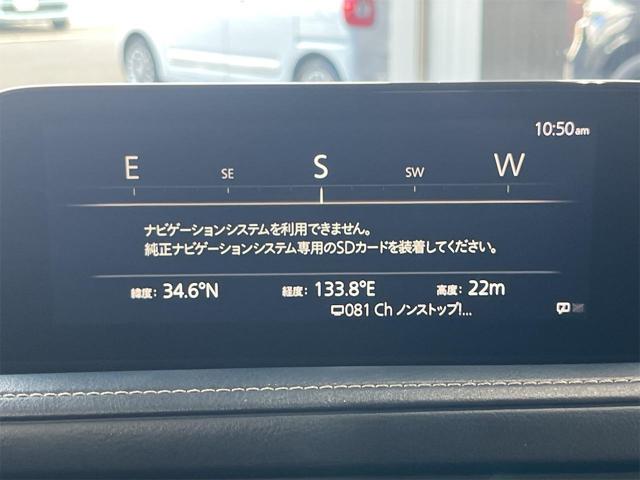 10:50am
E SE S SW W
ナビゲーションシステムを利用できません。
純正ナビゲーションシステム専用のSDカードを装着してください。
緯度: 34.6°N 経度: 133.8°E 高度: 22m
081 Ch ノンストップ!...